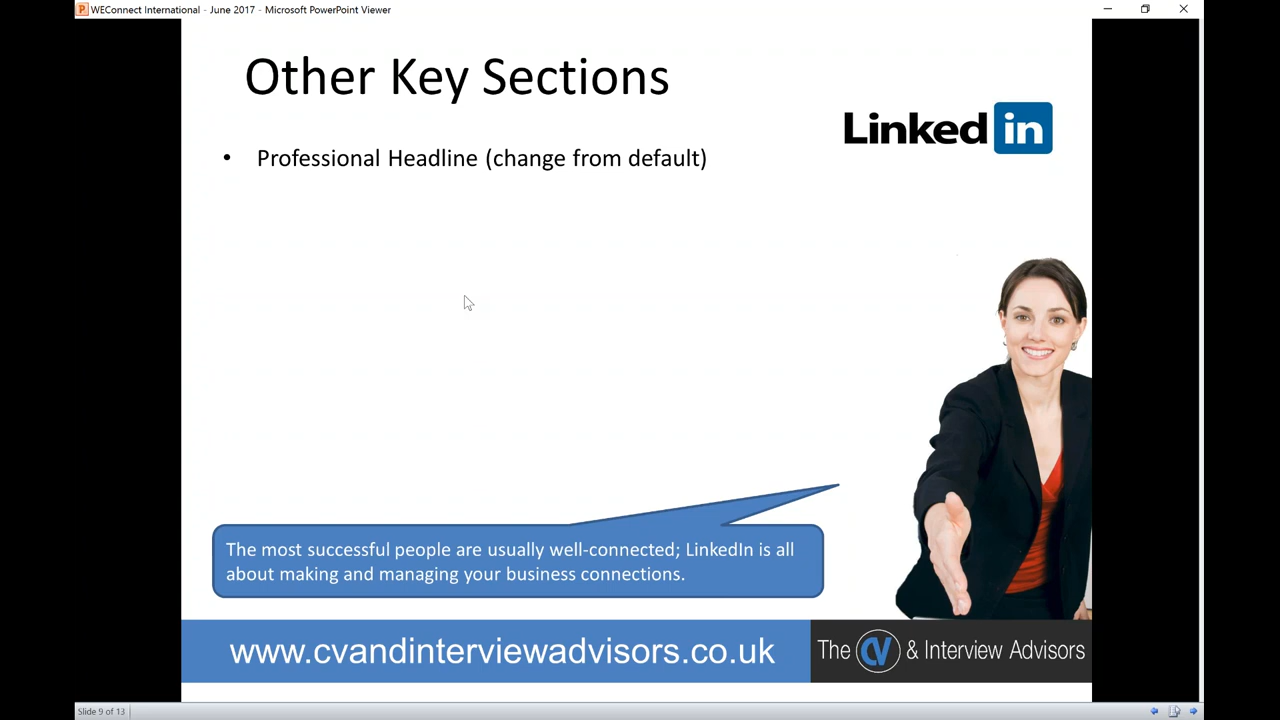 WEConnect International - June 2017 - Microsoft PowerPoint Viewer
Other Key Sections
Linked in
• Professional Headline (change from default)
The most successful people are usually well-connected; LinkedIn is all
about making and managing your business connections.
www.cvandinterviewadvisors.co.uk
The CV & Interview Advisors
Slide 9 of 13